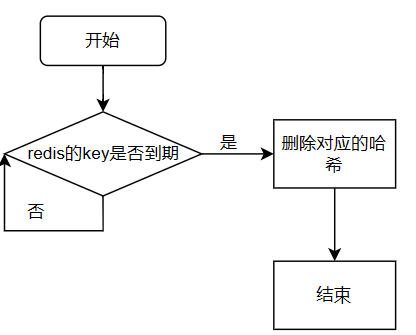 开始
redis的key是否到期
是
删除对应的哈
希
否
结束